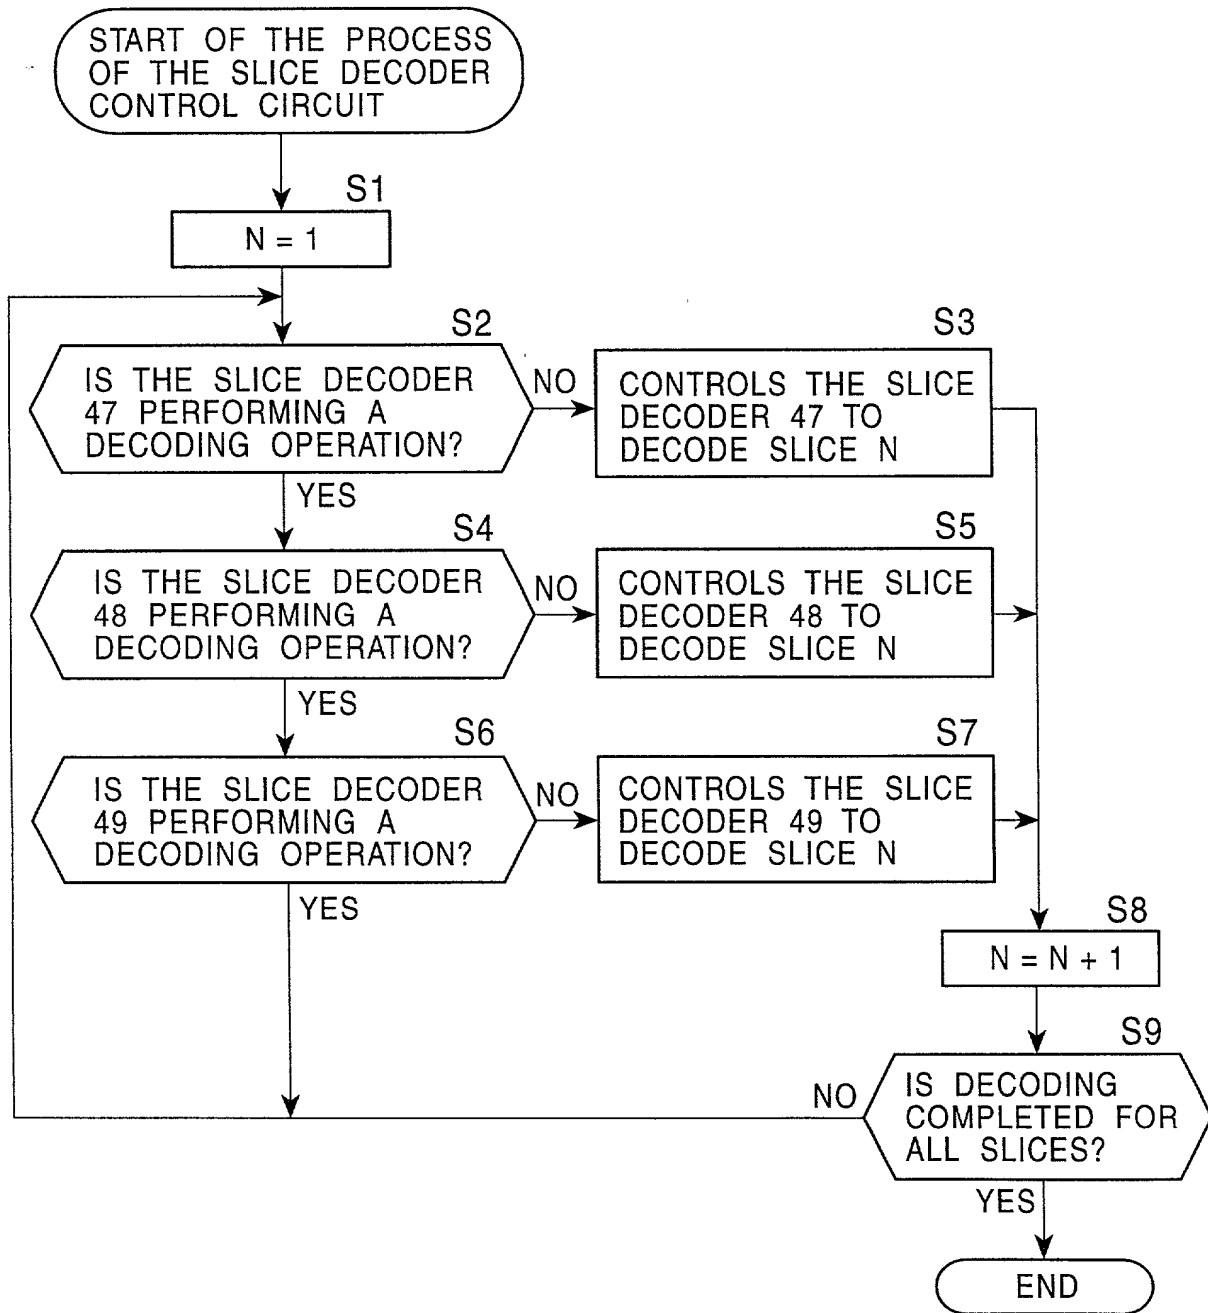 START OF THE PROCESS
OF THE SLICE DECODER
CONTROL CIRCUIT
S1
N = 1
S2
IS THE SLICE DECODER
47 PERFORMING A
DECODING OPERATION?
NO
YES
S3
CONTROLS THE SLICE
DECODER 47 TO
DECODE SLICE N
S4
IS THE SLICE DECODER
48 PERFORMING A
DECODING OPERATION?
NO
YES
S5
CONTROLS THE SLICE
DECODER 48 TO
DECODE SLICE N
S6
IS THE SLICE DECODER
49 PERFORMING A
DECODING OPERATION?
NO
YES
S7
CONTROLS THE SLICE
DECODER 49 TO
DECODE SLICE N
S8
N = N + 1
S9
IS DECODING
COMPLETED FOR
ALL SLICES?
NO
YES
END